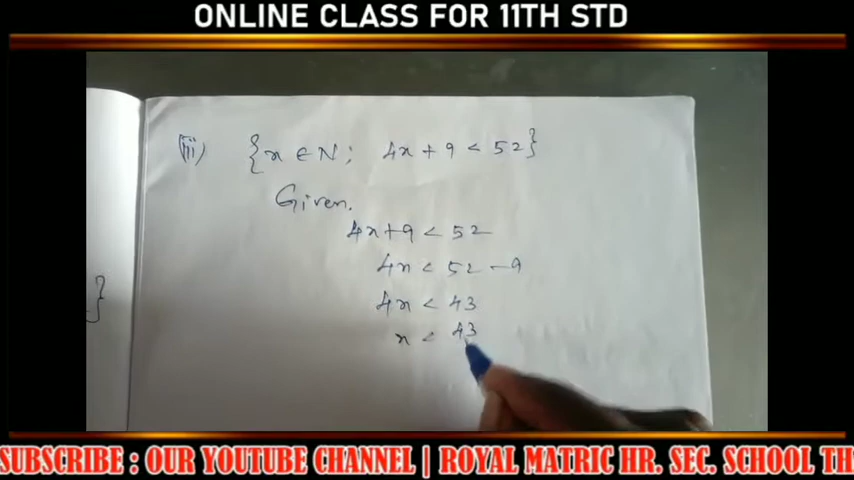 ONLINE CLASS FOR 11TH STD
(iii) {x ∈ N; 4x + 9 < 52}
Given.
4x+9 < 52
4x < 52 - 9
4x < 43
x < 43
}
SUBSCRIBE : OUR YOUTUBE CHANNEL | ROYAL MATRIC HR. SEC. SCHOOL TH